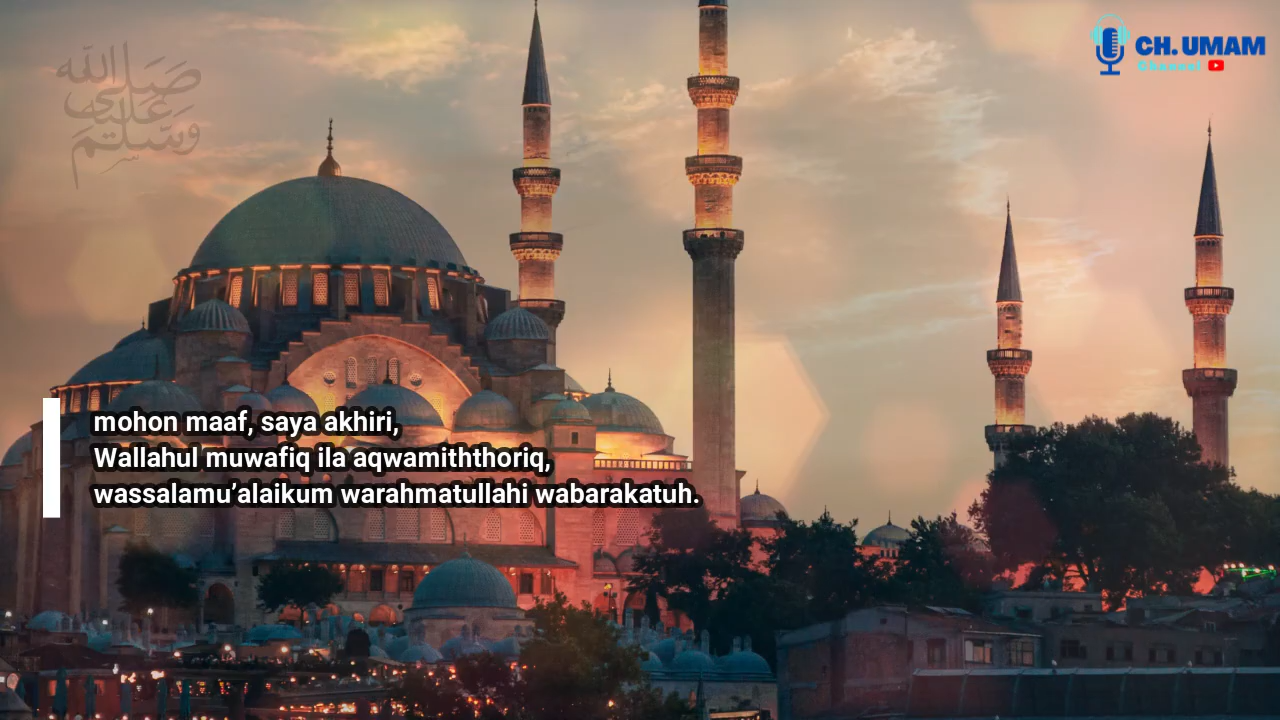 صلى الله
عليه
وسلم
CH. UMAM
Channel
mohon maaf, saya akhiri,
Wallahul muwafiq ila aqwamiththoriq,
wassalamu’alaikum warahmatullahi wabarakatuh.